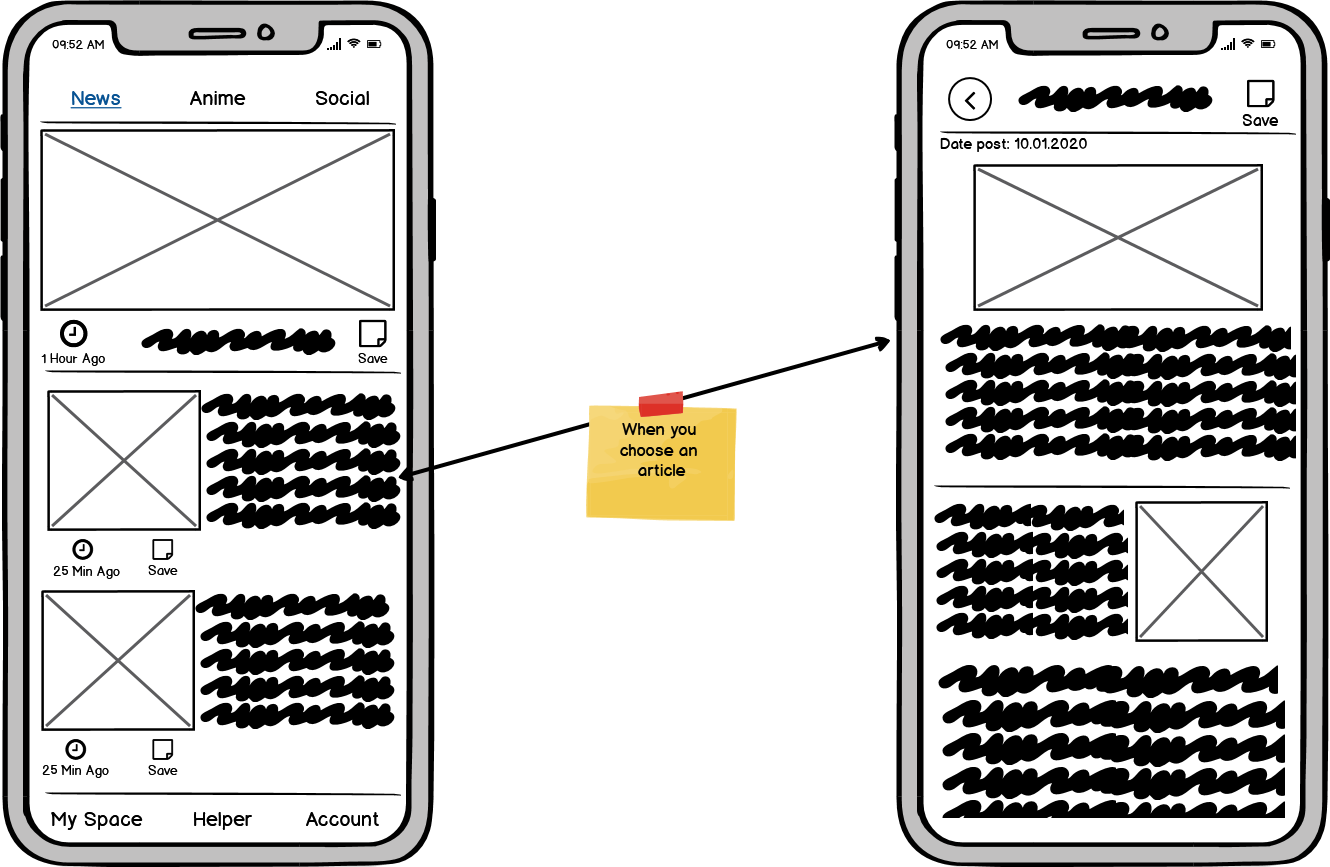 09:52 AM
News Anime Social
1 Hour Ago
Save
25 Min Ago
Save
25 Min Ago
Save
My Space Helper Account
When you
choose an
article
09:52 AM
Save
Date post: 10.01.2020